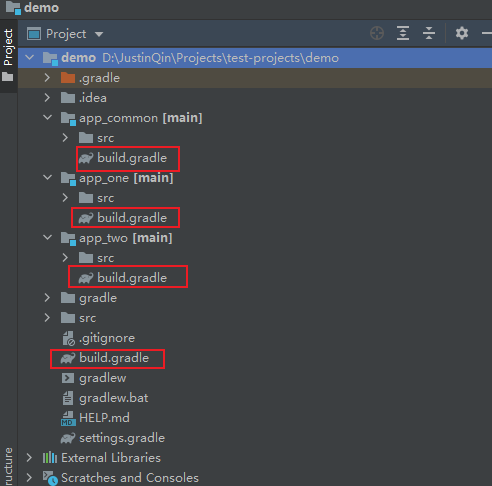 demo
Project
Project
demo D:\JustinQin\Projects\test-projects\demo
.gradle
.idea
app_common [main]
src
build.gradle
app_one [main]
src
build.gradle
app_two [main]
src
build.gradle
gradle
src
.gitignore
build.gradle
gradlew
gradlew.bat
MD HELP.md
settings.gradle
ructure
External Libraries
Scratches and Consoles